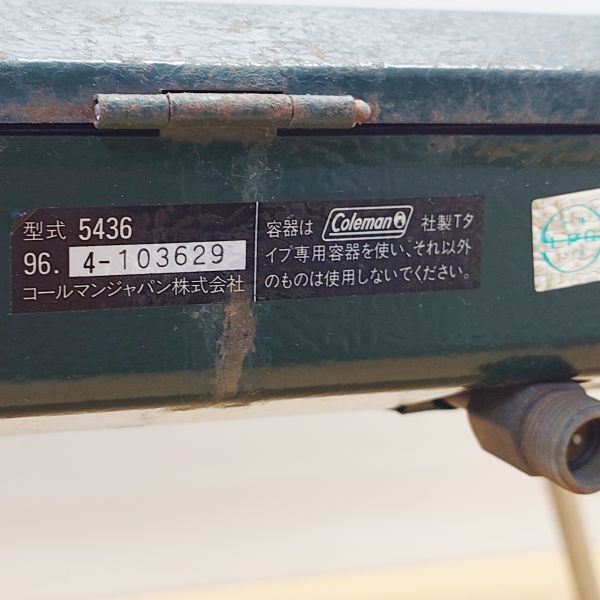 型式 5436
96. 4-103629
コールマンジャパン株式会社
容器は Coleman 社製Tタ
イプ専用容器を使い、それ以外
のものは使用しないでください。
LPG